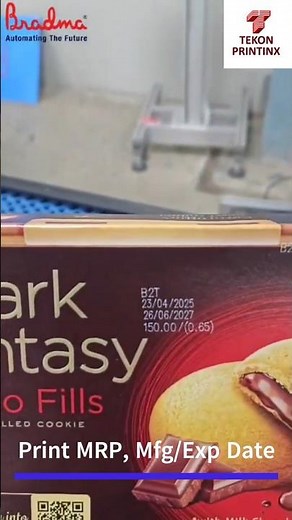 Bradma®
Automating The Future
TEKON
PRINTINX
B2T
23/04/2025
26/06/2027
150.00/(0.65)
ark
ntasy
o Fills
LLED COOKIE
Print MRP, Mfg/Exp Date